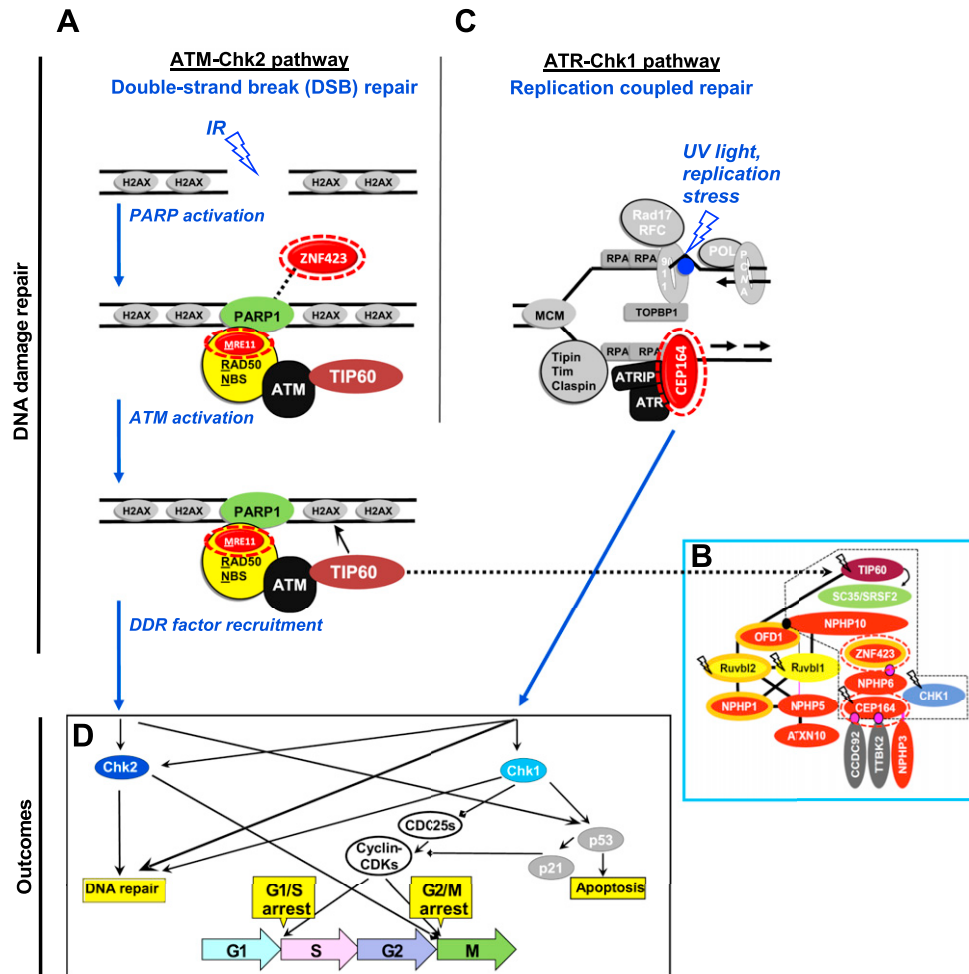 A
ATM-Chk2 pathway
Double-strand break (DSB) repair
IR
H2AX
H2AX
H2AX
H2AX
PARP activation
ZNF423
H2AX
H2AX
PARP1
H2AX
H2AX
MRE11
RAD50
NBS
ATM
TIP60
ATM activation
H2AX
H2AX
PARP1
H2AX
H2AX
MRE11
RAD50
NBS
ATM
TIP60
DDR factor recruitment
DNA damage repair
C
ATR-Chk1 pathway
Replication coupled repair
UV light,
replication
stress
Rad17
RFC
RPA
RPA
911
POL
PCNA
TOPBP1
MCM
Tipin
Tim
Claspin
RPA
RPA
ATRIP
ATR
CEP164
B
TIP60
SC35/SRSF2
NPHP10
OFD1
ZNF423
Ruvbl2
Ruvbl1
NPHP6
CHK1
NPHP1
NPHP5
CEP164
ATXN10
CCDC92
TTBK2
NPHP3
Outcomes
D
Chk2
Chk1
CDC25s
Cyclin-
CDKs
p53
p21
DNA repair
G1/S
arrest
G2/M
arrest
Apoptosis
G1
S
G2
M